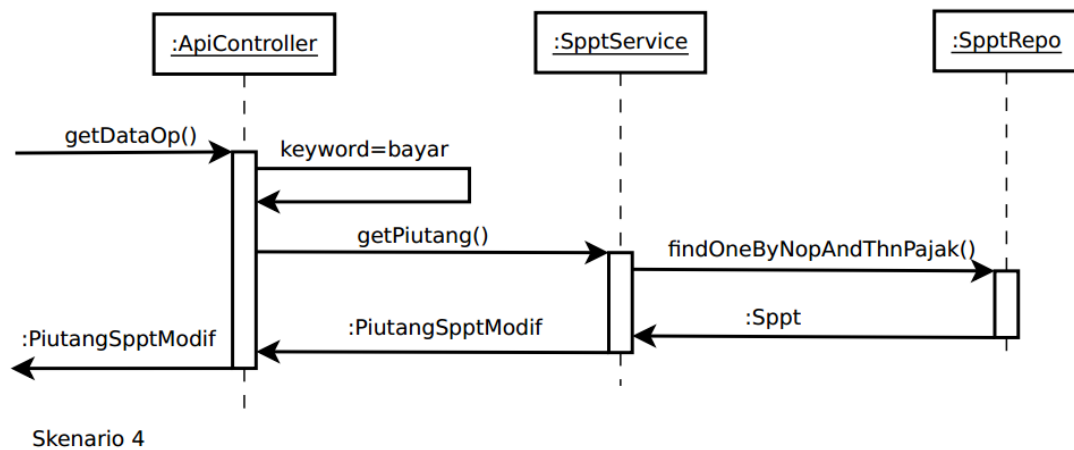 :ApiController
:SpptService
:SpptRepo
getDataOp()
keyword=bayar
getPiutang()
findOneByNopAndThnPajak()
:Sppt
:PiutangSpptModif
:PiutangSpptModif
Skenario 4